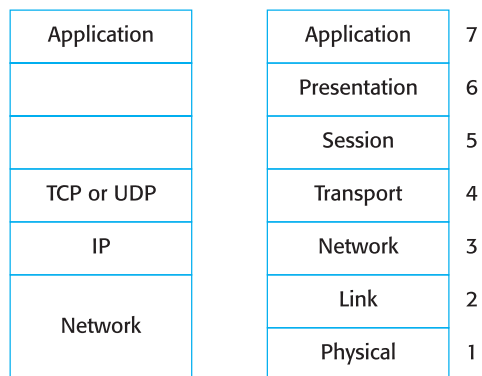 Application Application 7
Presentation 6
Session 5
TCP or UDP Transport 4
IP Network 3
Link 2
Network
Physical 1